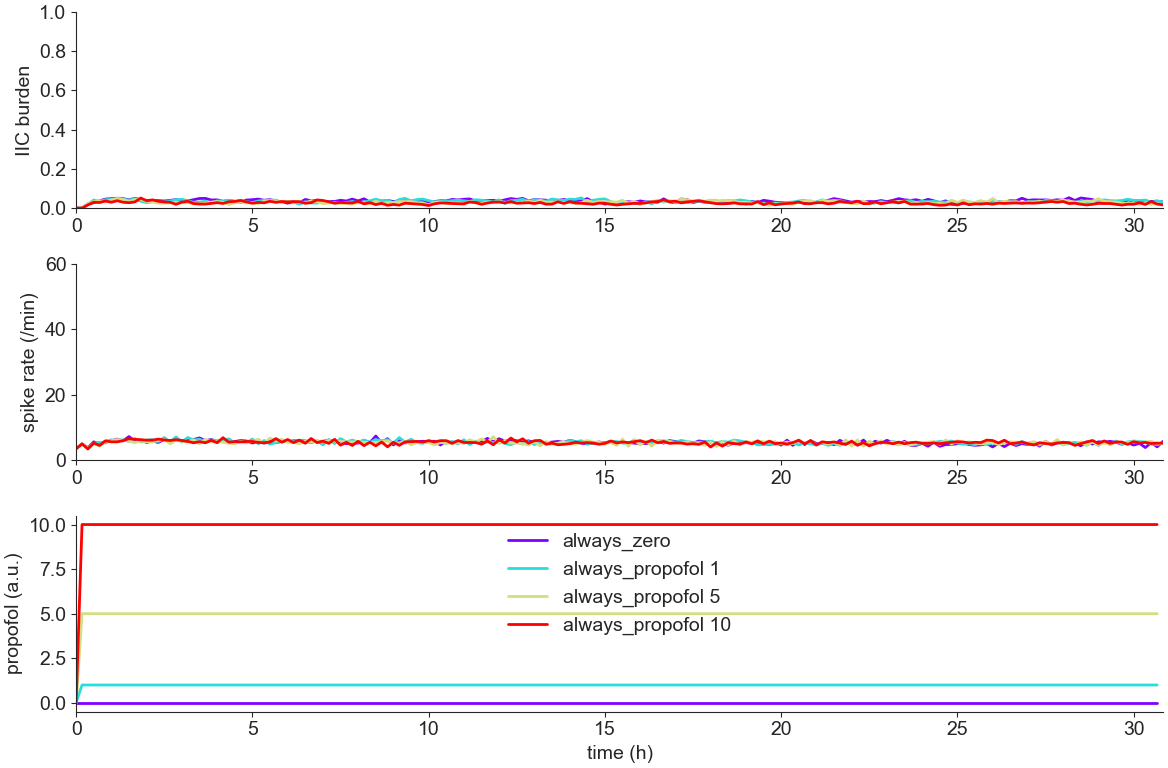 1.0
0.8
0.6
0.4
0.2
0.0
IIC burden
0 5 10 15 20 25 30
60
40
20
0
spike rate (/min)
0 5 10 15 20 25 30
10.0
7.5
5.0
2.5
0.0
propofol (a.u.)
always_zero
always_propofol 1
always_propofol 5
always_propofol 10
0 5 10 15 20 25 30
time (h)